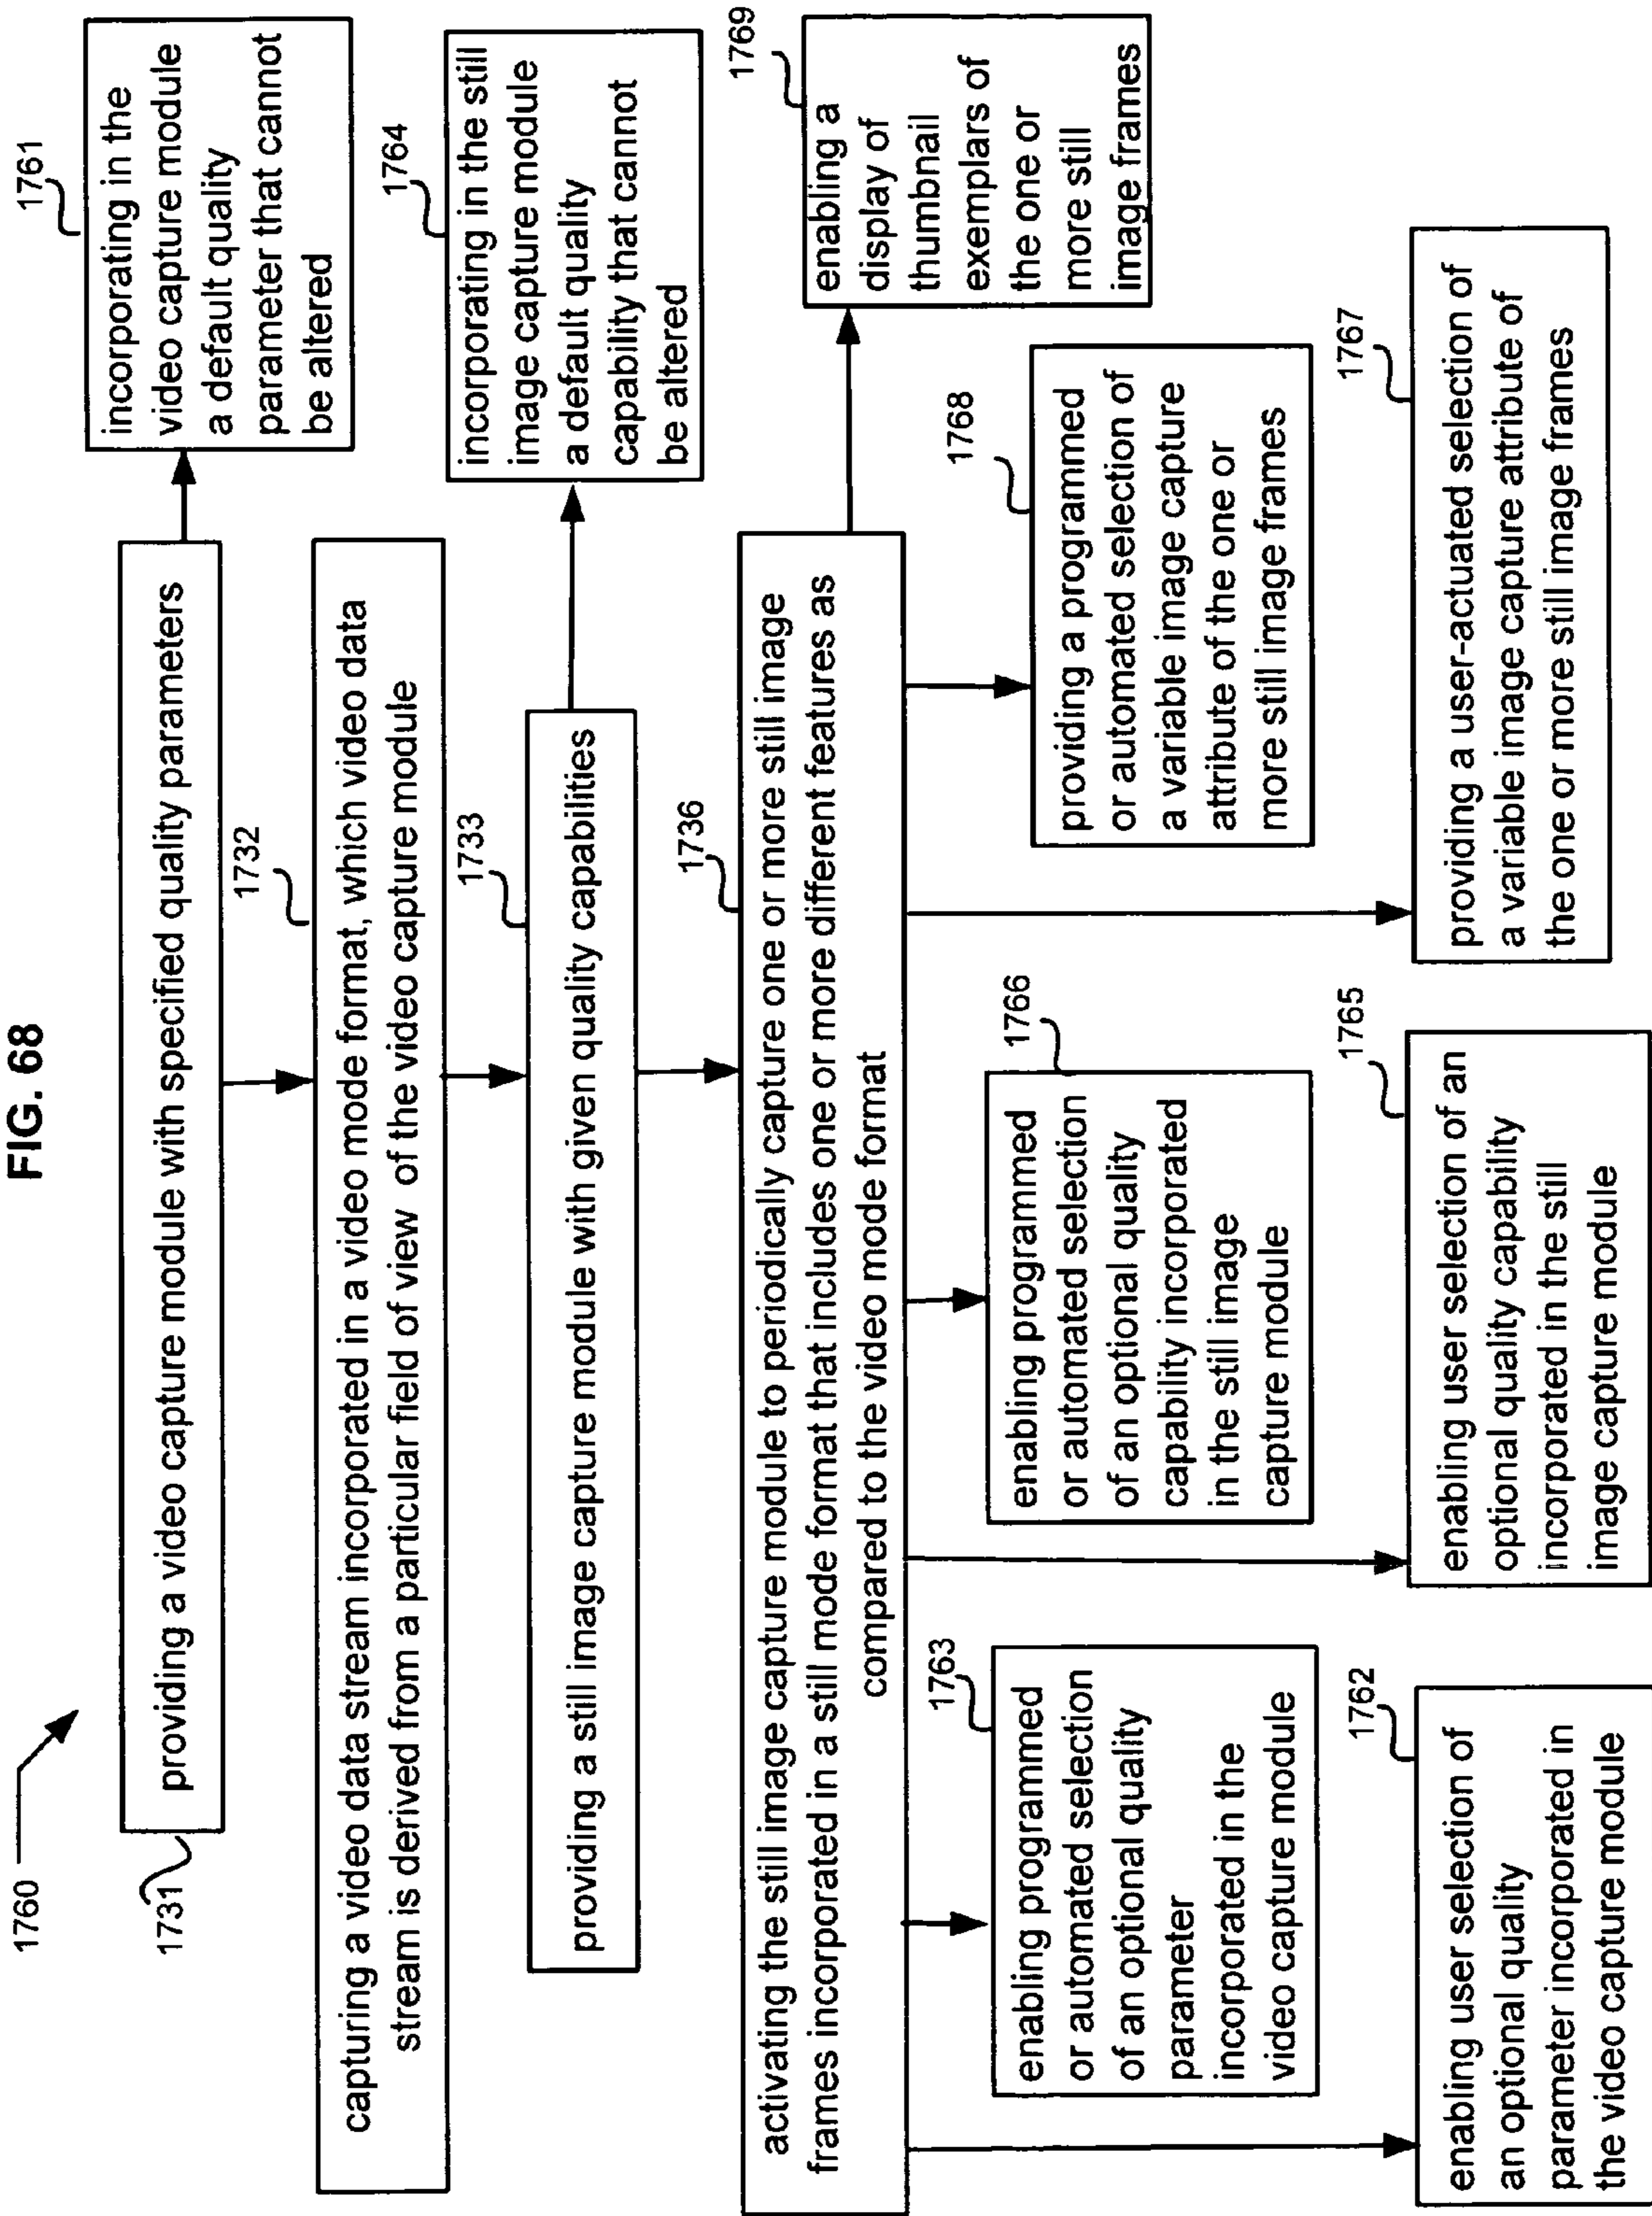 FIG. 68
1760
1731
providing a video capture module with specified quality parameters
1761
incorporating in the
video capture module
a default quality
parameter that cannot
be altered
1732
capturing a video data stream incorporated in a video mode format, which video data
stream is derived from a particular field of view of the video capture module
1733
providing a still image capture module with given quality capabilities
1764
incorporating in the still
image capture module
a default quality
capability that cannot
be altered
1736
activating the still image capture module to periodically capture one or more still image
frames incorporated in a still mode format that includes one or more different features as
compared to the video mode format
1769
enabling a
display of
thumbnail
exemplars of
the one or
more still
image frames
1763
enabling programmed
or automated selection
of an optional quality
parameter
incorporated in the
video capture module
1766
enabling programmed
or automated selection
of an optional quality
capability incorporated
in the still image
capture module
1768
providing a programmed
or automated selection of
a variable image capture
attribute of the one or
more still image frames
1762
enabling user selection of
an optional quality
parameter incorporated in
the video capture module
1765
enabling user selection of an
optional quality capability
incorporated in the still
image capture module
1767
providing a user-actuated selection of
a variable image capture attribute of
the one or more still image frames